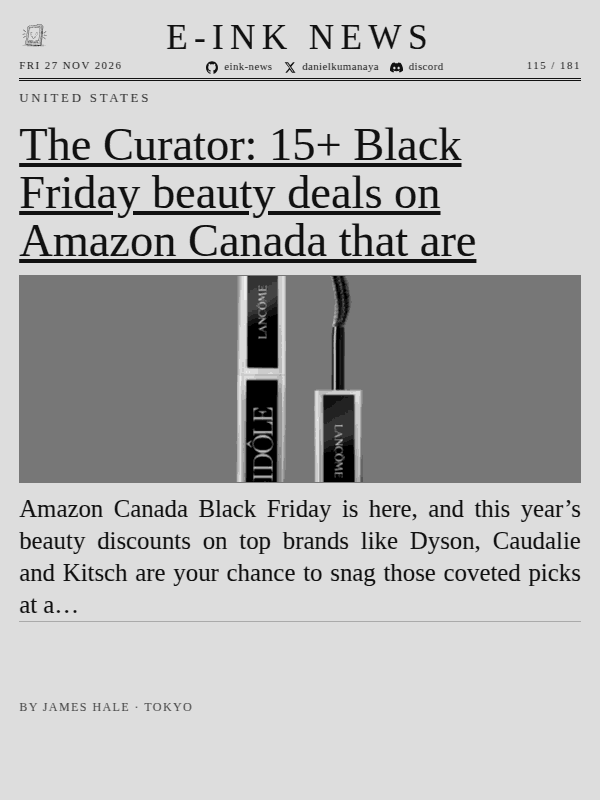 E-INK NEWS
FRI 27 NOV 2026
eink-news
danielkumanaya
discord
115 / 181
UNITED STATES
The Curator: 15+ Black
Friday beauty deals on
Amazon Canada that are
LANCÔME
IDÔLE
LANCÔME
Amazon Canada Black Friday is here, and this year’s
beauty discounts on top brands like Dyson, Caudalie
and Kitsch are your chance to snag those coveted picks
at a…
BY JAMES HALE · TOKYO